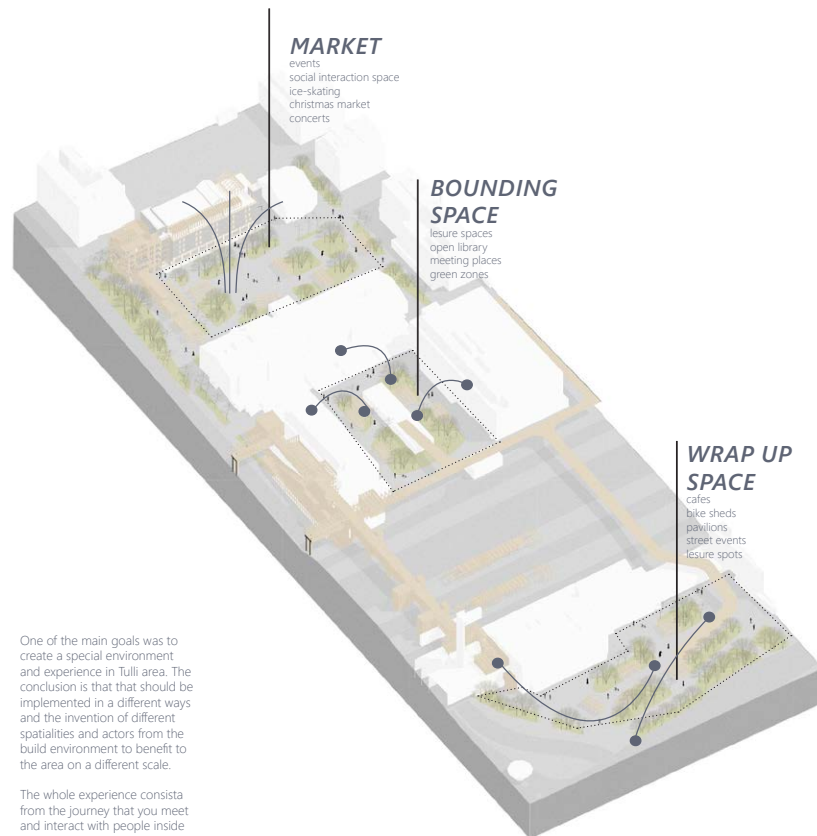 MARKET
events
social interaction space
ice-skating
christmas market
concerts
BOUNDING
SPACE
lesure spaces
open library
meeting places
green zones
WRAP UP
SPACE
cafes
bike sheds
pavilions
street events
lesure spots
One of the main goals was to
create a special environment
and experience in Tulli area. The
conclusion is that that should be
implemented in a different ways
and the invention of different
spatialities and actors from the
build environment to benefit to
the area on a different scale.
The whole experience consista
from the journey that you meet
and interact with people inside